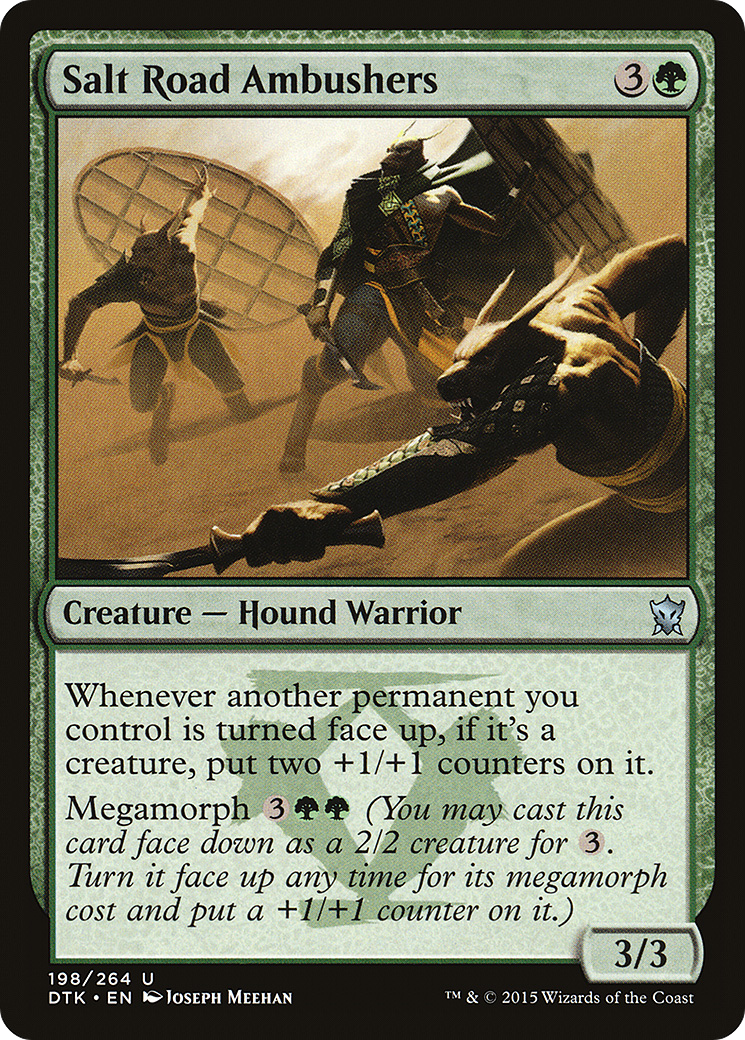 Salt Road Ambushers 3
Creature — Hound Warrior
Whenever another permanent you
control is turned face up, if it's a
creature, put two +1/+1 counters on it.
Megamorph 3 (You may cast this
card face down as a 2/2 creature for 3.
Turn it face up any time for its megamorph
cost and put a +1/+1 counter on it.)
3/3
198/264 U
DTK • EN Joseph Meehan
™ & © 2015 Wizards of the Coast